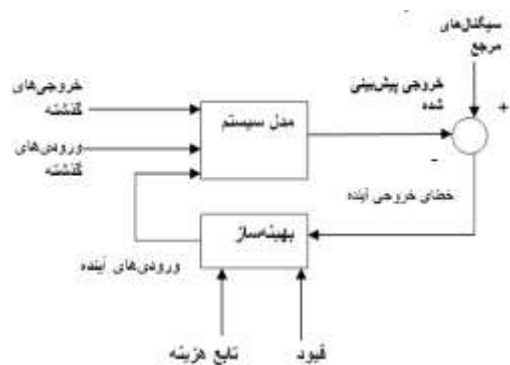 سیگنال‌های
مرجع
خروجی پیش‌بینی
شده
+
خروجی‌های
گذشته
مدل سیستم
ورودی‌های
گذشته
-
خطای خروجی آینده
بهینه‌ساز
ورودی‌های آینده
تابع هزینه
قیود